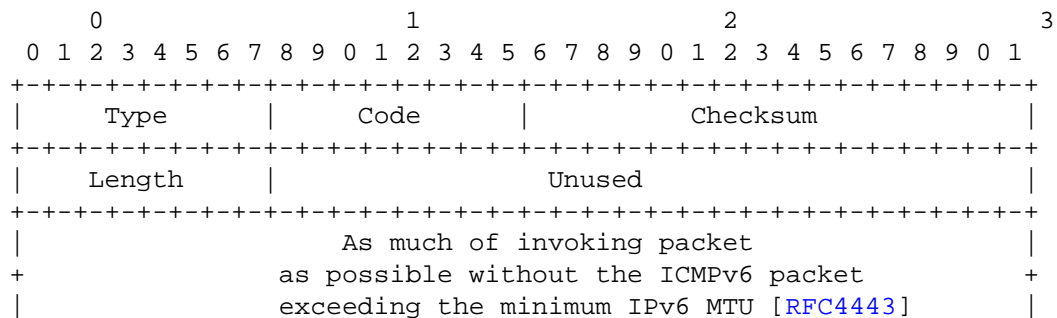 0                   1                   2                   3
 0 1 2 3 4 5 6 7 8 9 0 1 2 3 4 5 6 7 8 9 0 1 2 3 4 5 6 7 8 9 0 1
+-+-+-+-+-+-+-+-+-+-+-+-+-+-+-+-+-+-+-+-+-+-+-+-+-+-+-+-+-+-+-+-+
|     Type      |     Code      |          Checksum             |
+-+-+-+-+-+-+-+-+-+-+-+-+-+-+-+-+-+-+-+-+-+-+-+-+-+-+-+-+-+-+-+-+
|    Length     |                 Unused                        |
+-+-+-+-+-+-+-+-+-+-+-+-+-+-+-+-+-+-+-+-+-+-+-+-+-+-+-+-+-+-+-+-+
|                    As much of invoking packet                 |
+                as possible without the ICMPv6 packet          +
|                exceeding the minimum IPv6 MTU [RFC4443]       |